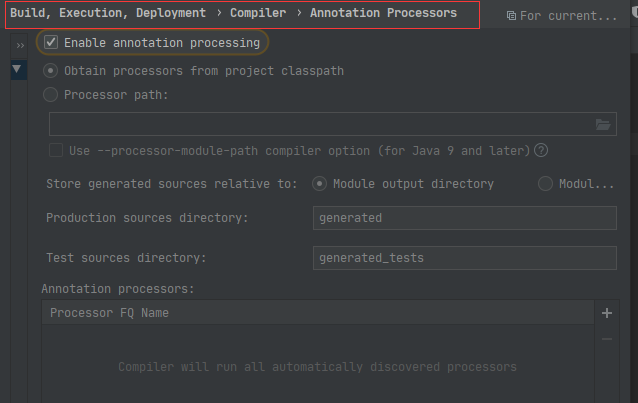 Build, Execution, Deployment › Compiler › Annotation Processors
For current...
››
Enable annotation processing
Obtain processors from project classpath
Processor path:
Use --processor-module-path compiler option (for Java 9 and later) ?
Store generated sources relative to: Module output directory Modul...
Production sources directory: generated
Test sources directory: generated_tests
Annotation processors:
Processor FQ Name
Compiler will run all automatically discovered processors